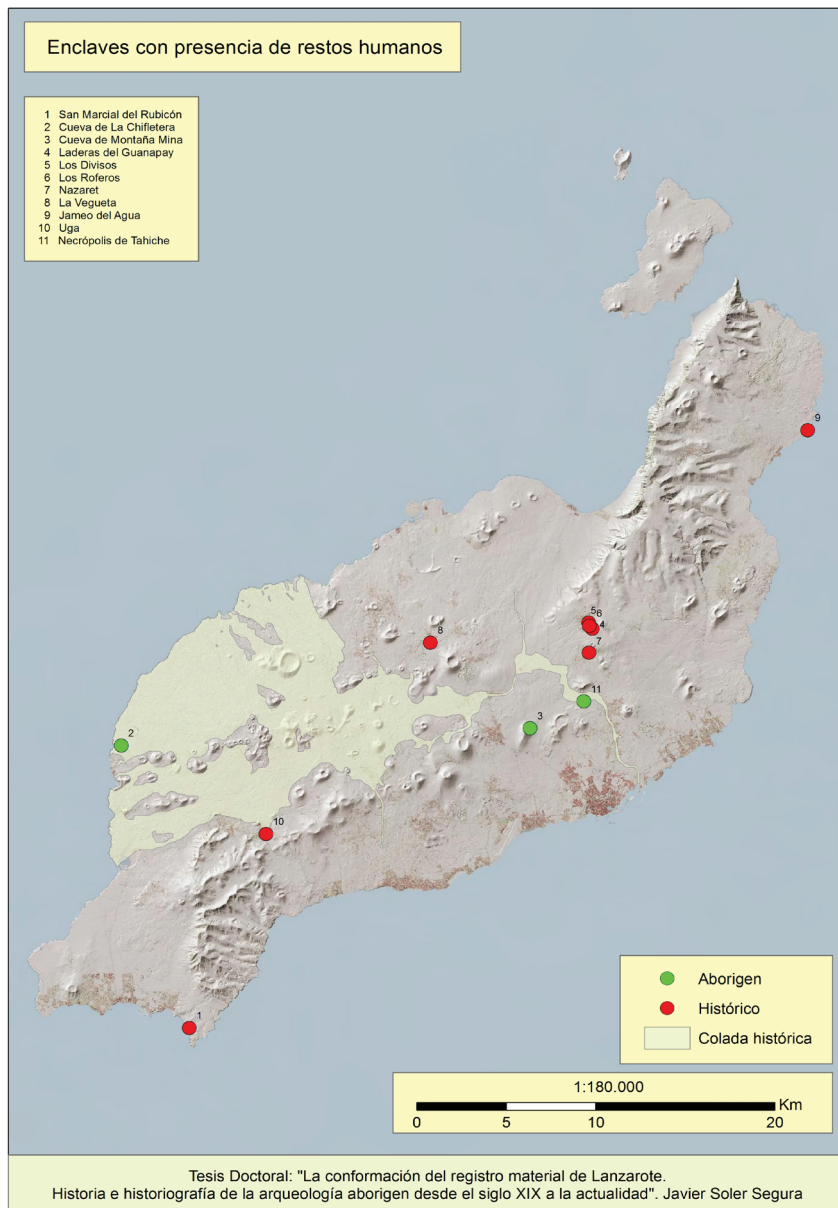 Enclaves con presencia de restos humanos
1 San Marcial del Rubicón
2 Cueva de La Chifletera
3 Cueva de Montaña Mina
4 Laderas del Guanapay
5 Los Divisos
6 Los Roferos
7 Nazaret
8 La Vegueta
9 Jameo del Agua
10 Uga
11 Necrópolis de Tahiche
9
5 6
4
8
7
11
3
2
10
1
Aborigen
Histórico
Colada histórica
1:180.000
Km
0 5 10 20
Tesis Doctoral: "La conformación del registro material de Lanzarote.
Historia e historiografía de la arqueología aborigen desde el siglo XIX a la actualidad". Javier Soler Segura